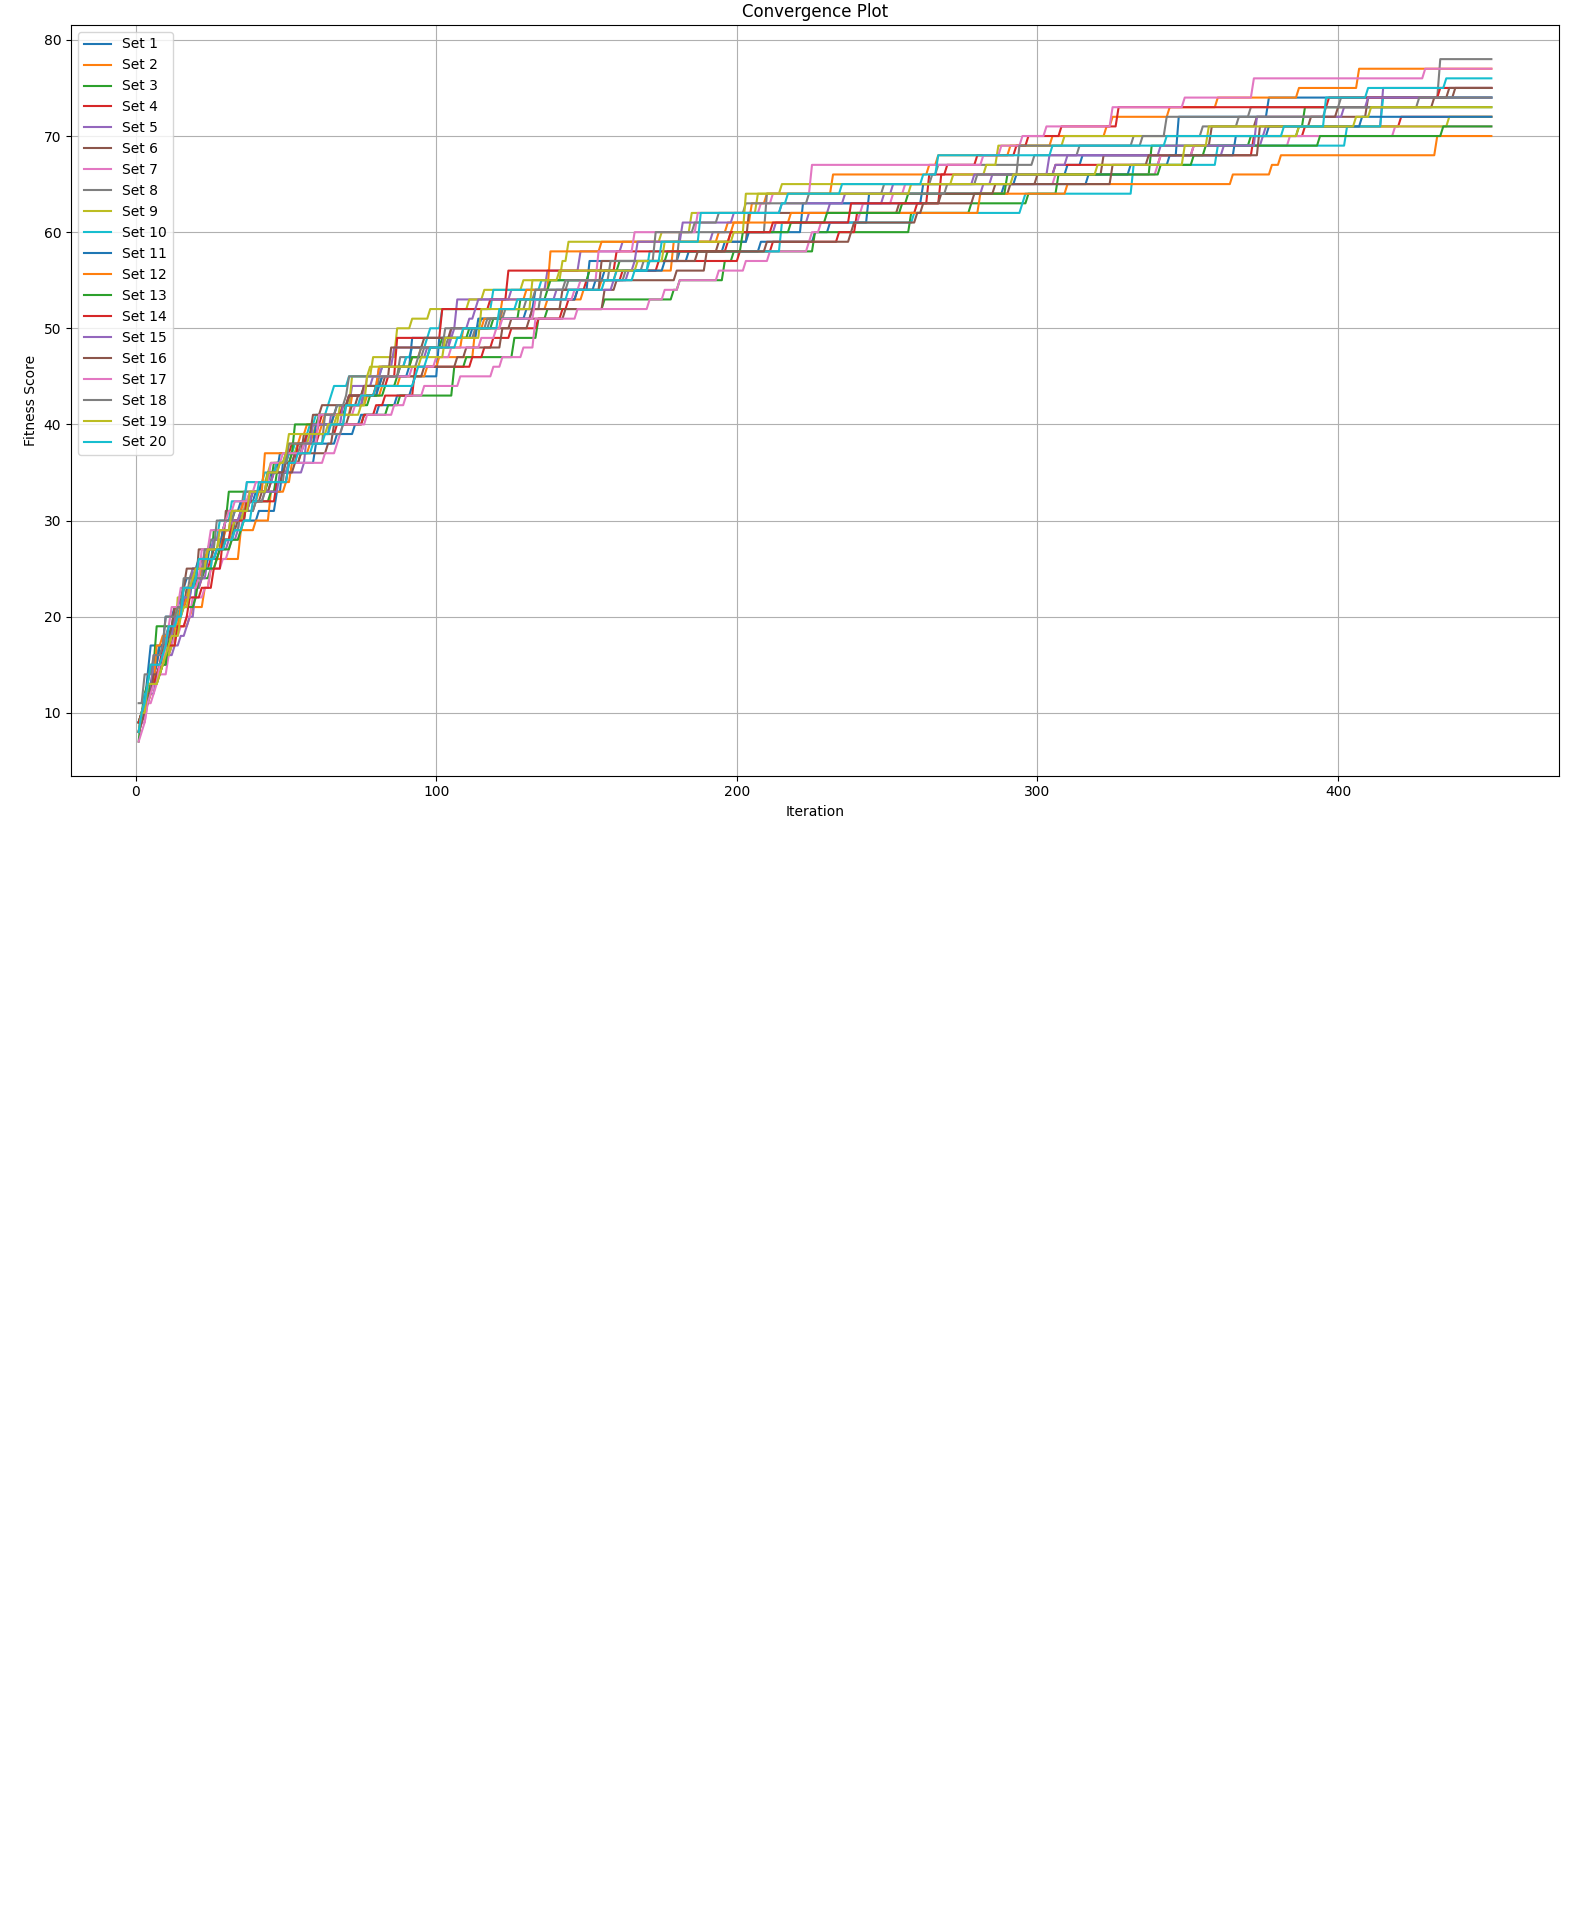 Convergence Plot
80
70
60
50
40
30
20
10
Fitness Score
Set 1
Set 2
Set 3
Set 4
Set 5
Set 6
Set 7
Set 8
Set 9
Set 10
Set 11
Set 12
Set 13
Set 14
Set 15
Set 16
Set 17
Set 18
Set 19
Set 20
0 100 200 300 400
Iteration